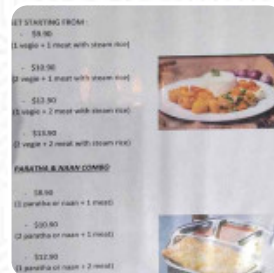 SET STARTING FROM:
- $9.90
(1 vegie + 1 meat with steam rice)
- $10.90
(2 vegie + 1 meat with steam rice)
- $12.90
(1 vegie + 2 meat with steam rice)
- $13.90
(2 vegie + 2 meat with steam rice)
PARATHA & NAAN COMBO
- $8.90
(1 paratha or naan + 1 meat)
- $10.90
(2 paratha or naan + 1 meat)
- $12.90
(1 paratha or naan + 2 meat)